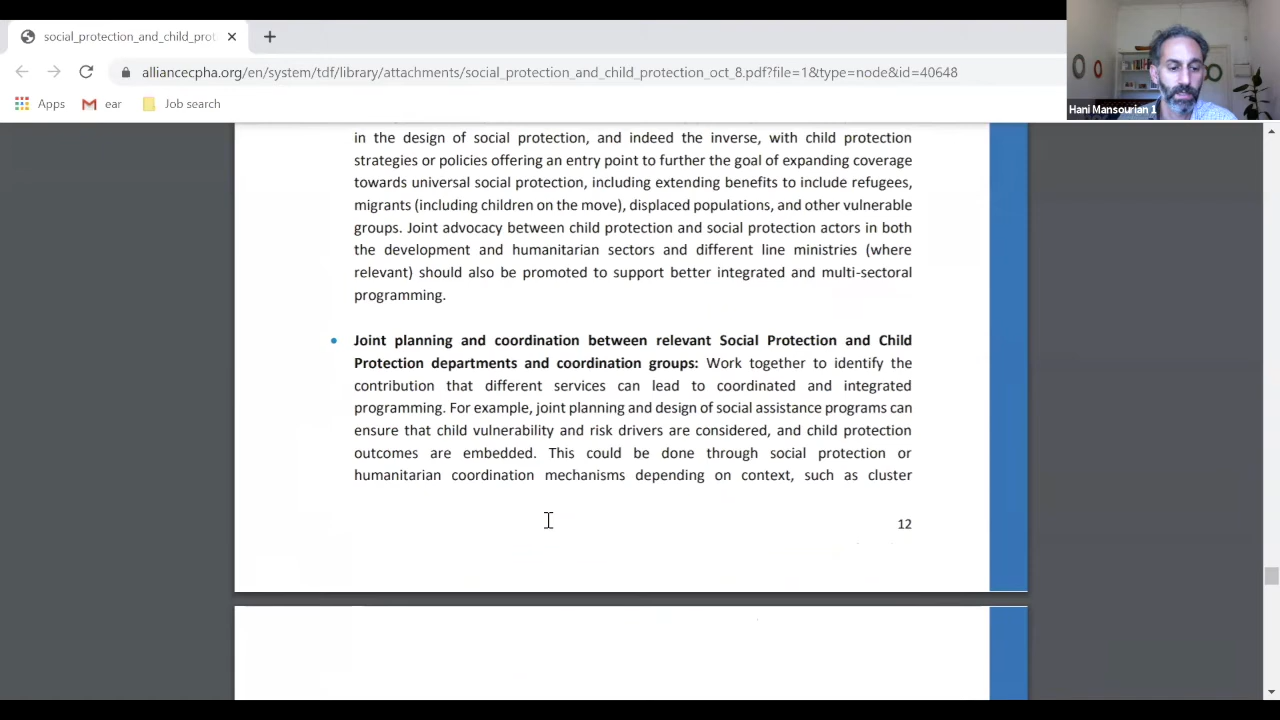 social_protection_and_child_prot
alliancecpha.org/en/system/tdf/library/attachments/social_protection_and_child_protection_oct_8.pdf?file=1&type=node&id=40648
Apps ear Job search
Hani Mansourian 1
in the design of social protection, and indeed the inverse, with child protection
strategies or policies offering an entry point to further the goal of expanding coverage
towards universal social protection, including extending benefits to include refugees,
migrants (including children on the move), displaced populations, and other vulnerable
groups. Joint advocacy between child protection and social protection actors in both
the development and humanitarian sectors and different line ministries (where
relevant) should also be promoted to support better integrated and multi-sectoral
programming.
Joint planning and coordination between relevant Social Protection and Child
Protection departments and coordination groups: Work together to identify the
contribution that different services can lead to coordinated and integrated
programming. For example, joint planning and design of social assistance programs can
ensure that child vulnerability and risk drivers are considered, and child protection
outcomes are embedded. This could be done through social protection or
humanitarian coordination mechanisms depending on context, such as cluster
12